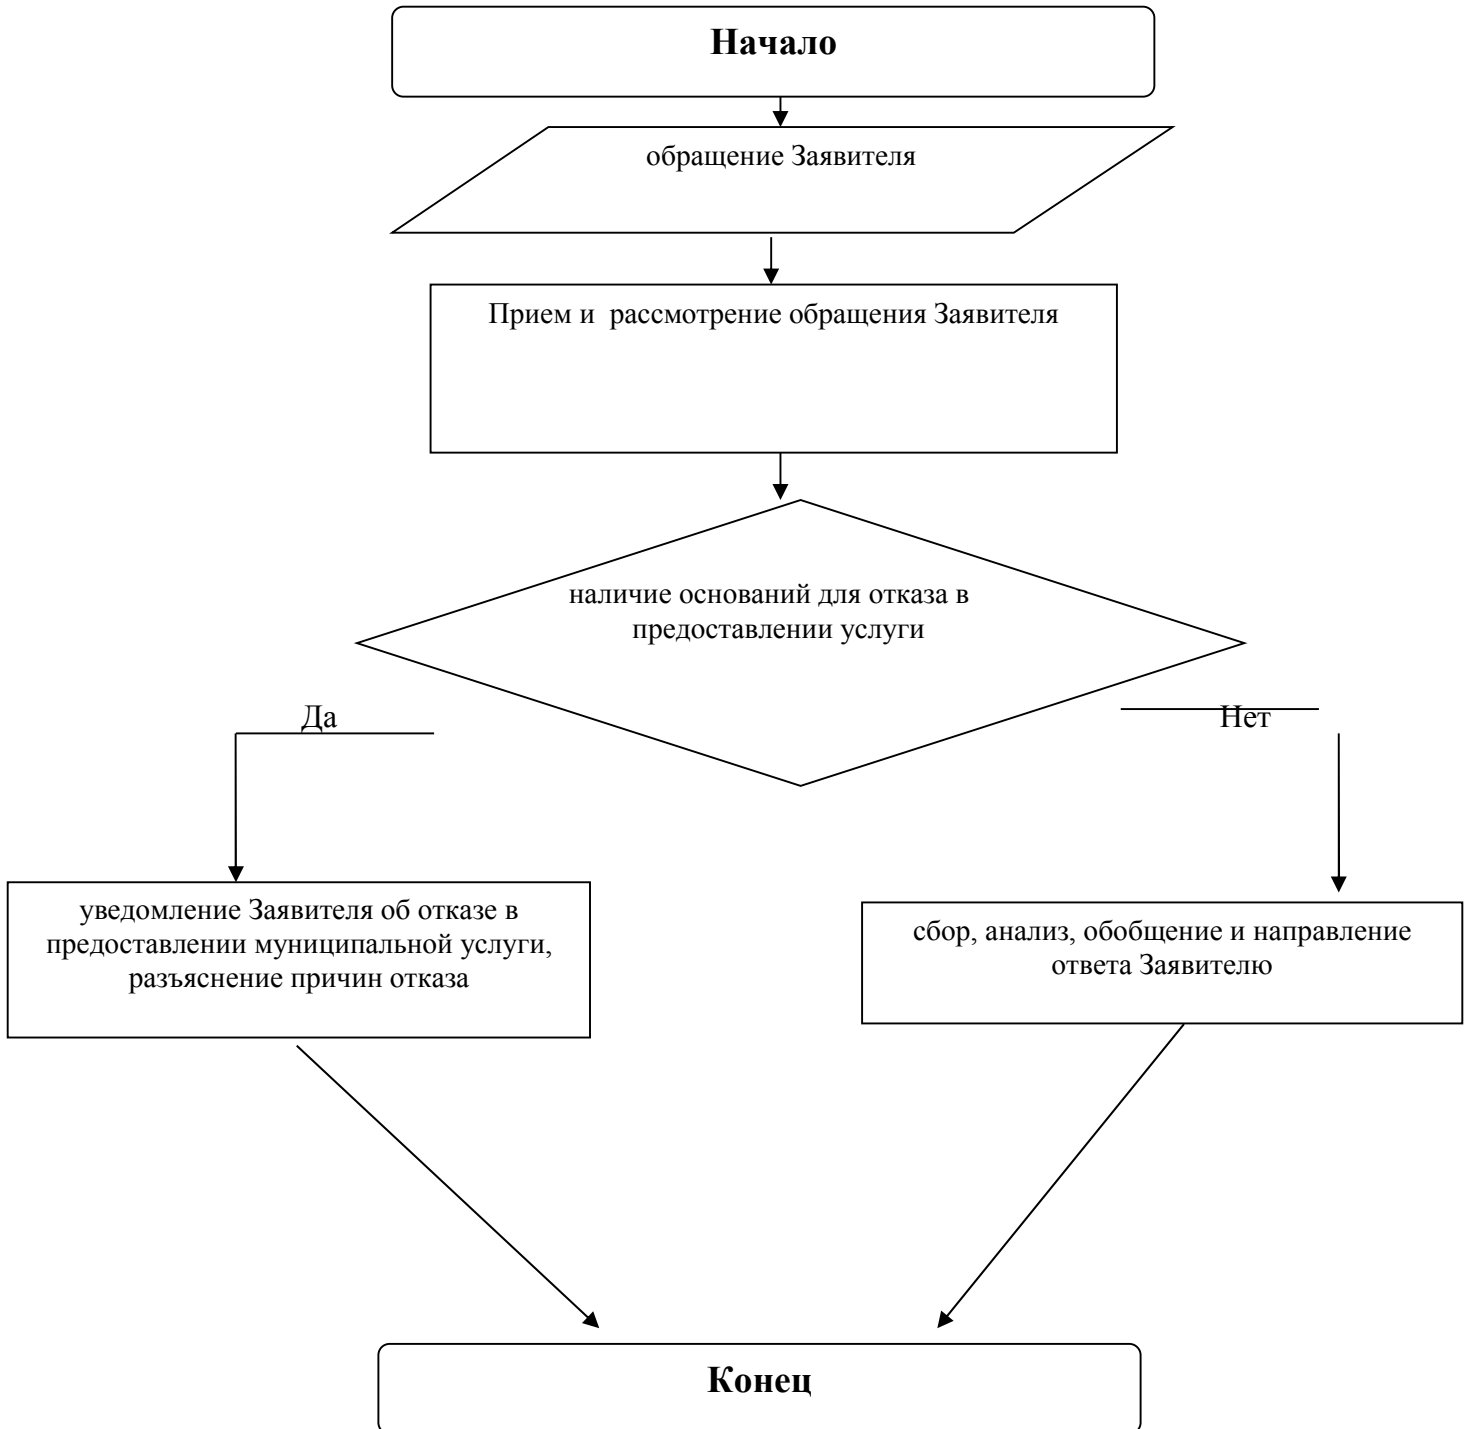 Начало
обращение Заявителя
Прием и  рассмотрение обращения Заявителя
наличие оснований для отказа в
предоставлении услуги
Да
Нет
уведомление Заявителя об отказе в
предоставлении муниципальной услуги,
разъяснение причин отказа
сбор, анализ, обобщение и направление
ответа Заявителю
Конец